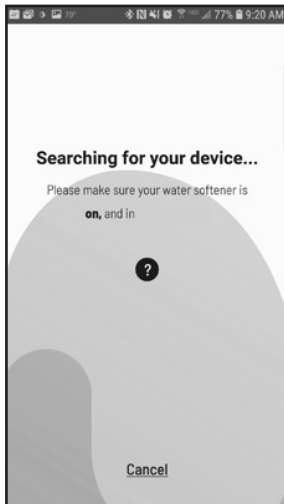 70° 77% 9:20 AM
Searching for your device...
Please make sure your water softener is
on, and in
?
Cancel